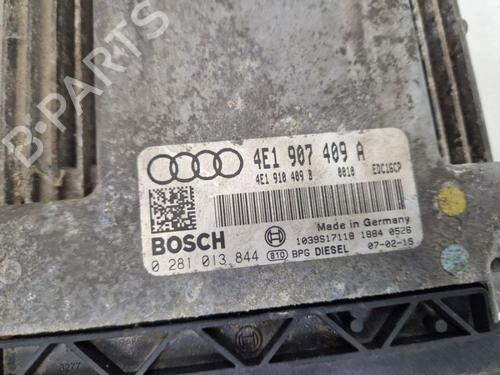 B-Parts
4E1 907 409 A
4E1 910 409 B 0010 EDC16CP
BOSCH
Made in Germany
1039S17118 1884 0526
0 281 013 844 810 BPG DIESEL 07-02-15